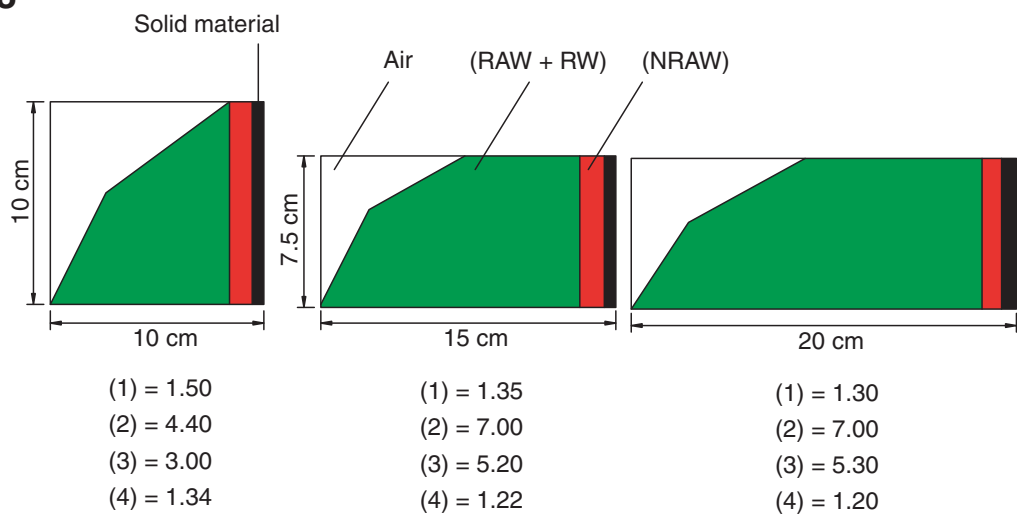 Solid material
Air
(RAW + RW)
(NRAW)
10 cm
7.5 cm
10 cm
15 cm
20 cm
(1) = 1.50
(2) = 4.40
(3) = 3.00
(4) = 1.34
(1) = 1.35
(2) = 7.00
(3) = 5.20
(4) = 1.22
(1) = 1.30
(2) = 7.00
(3) = 5.30
(4) = 1.20